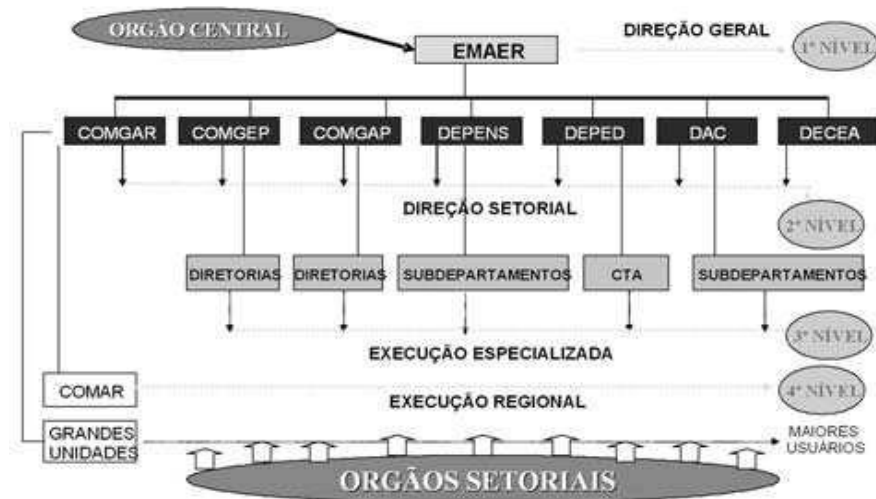 ORGÃO CENTRAL
EMAER
DIREÇÃO GERAL
1º NÍVEL
COMGAR COMGEP COMGAP DEPENS DEPED DAC DECEA
DIREÇÃO SETORIAL
2º NÍVEL
DIRETORIAS DIRETORIAS SUBDEPARTAMENTOS CTA SUBDEPARTAMENTOS
3º NÍVEL
EXECUÇÃO ESPECIALIZADA
COMAR
4º NÍVEL
EXECUÇÃO REGIONAL
GRANDES
UNIDADES
MAIORES
USUÁRIOS
ORGÃOS SETORIAIS